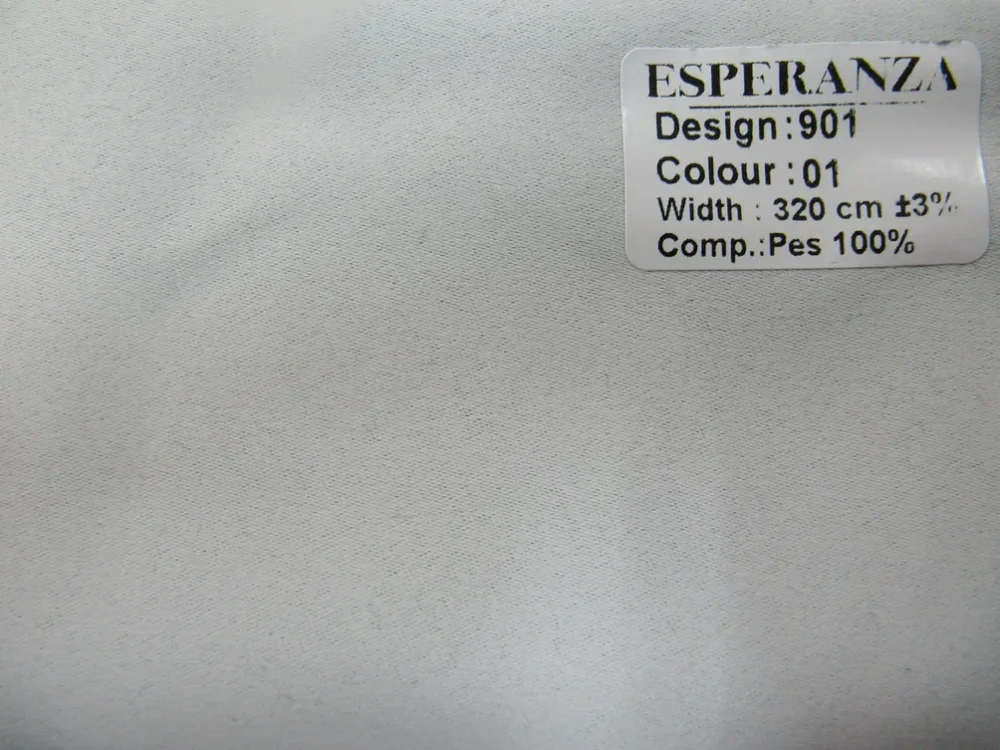 ESPERANZA
Design:901
Colour :01
Width : 320 cm ±3%
Comp.:Pes 100%